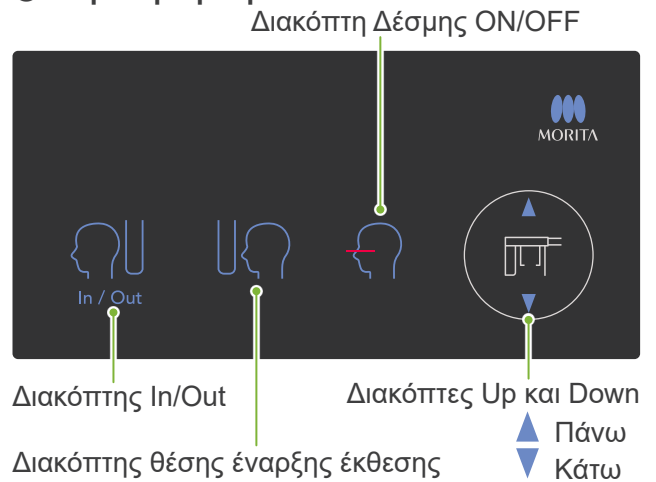 Διακόπτη Δέσμης ON/OFF
MORITA
In / Out
Διακόπτης In/Out
Διακόπτες Up και Down
Πάνω
Διακόπτης θέσης έναρξης έκθεσης
Κάτω